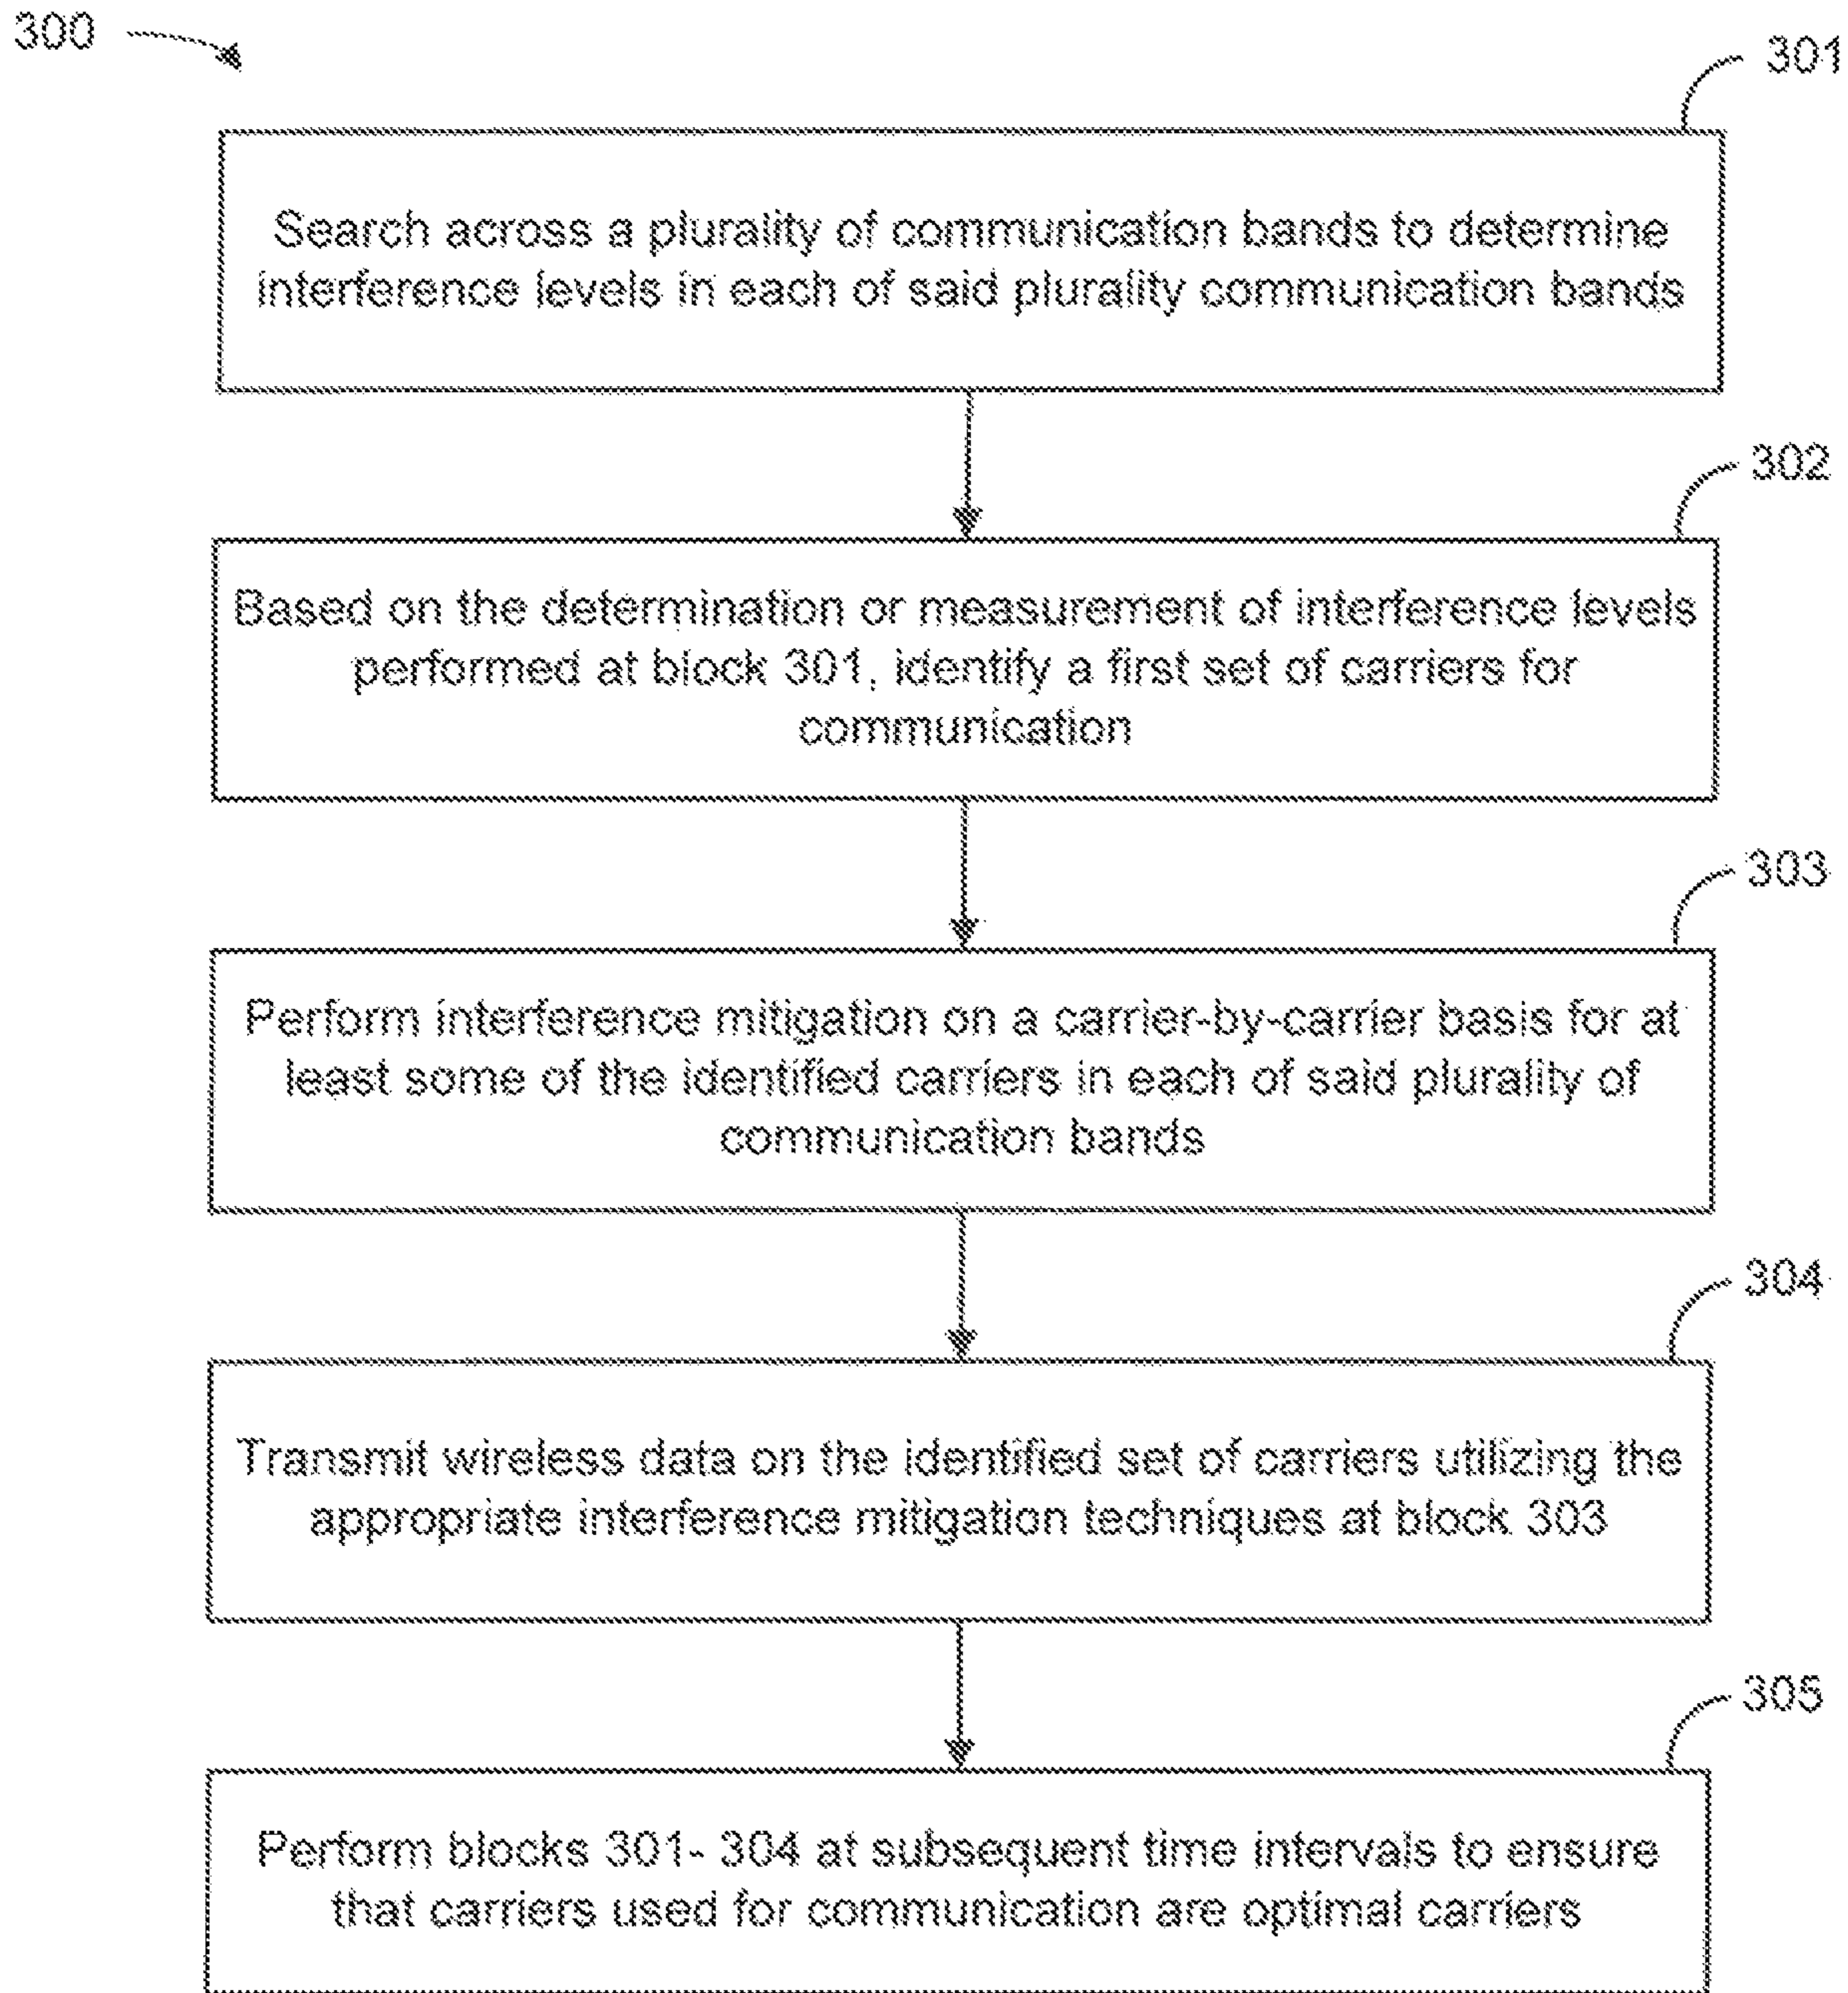 300
301
Search across a plurality of communication bands to determine
interference levels in each of said plurality communication bands
302
Based on the determination or measurement of interference levels
performed at block 301, identify a first set of carriers for
communication
303
Perform interference mitigation on a carrier-by-carrier basis for at
least some of the identified carriers in each of said plurality of
communication bands
304
Transmit wireless data on the identified set of carriers utilizing the
appropriate interference mitigation techniques at block 303
305
Perform blocks 301- 304 at subsequent time intervals to ensure
that carriers used for communication are optimal carriers